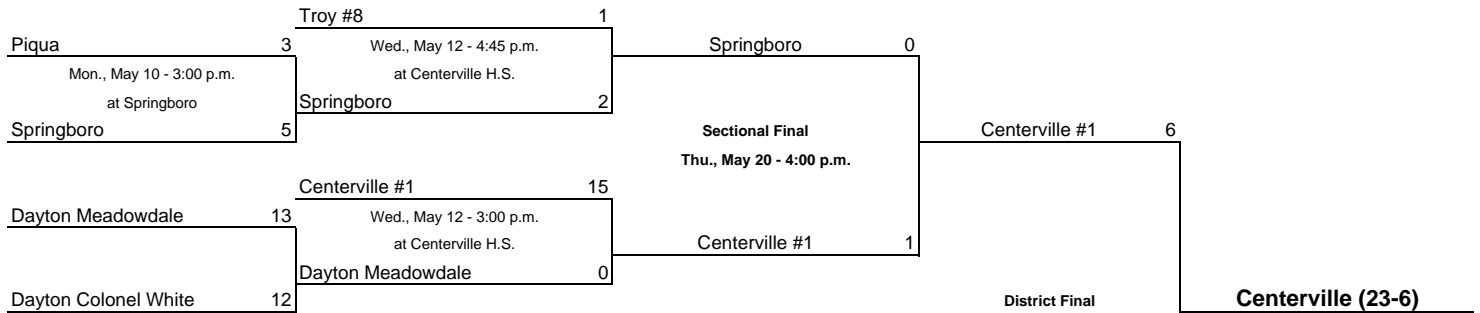 Troy #8 1
Piqua 3
Wed., May 12 - 4:45 p.m.
Springboro 0
Mon., May 10 - 3:00 p.m.
at Centerville H.S.
at Springboro
Springboro 2
Springboro 5
Sectional Final
Centerville #1 6
Thu., May 20 - 4:00 p.m.
Centerville #1 15
Dayton Meadowdale 13
Wed., May 12 - 3:00 p.m.
at Centerville H.S.
Centerville #1 1
Dayton Meadowdale 0
Dayton Colonel White 12
District Final
Centerville (23-6)